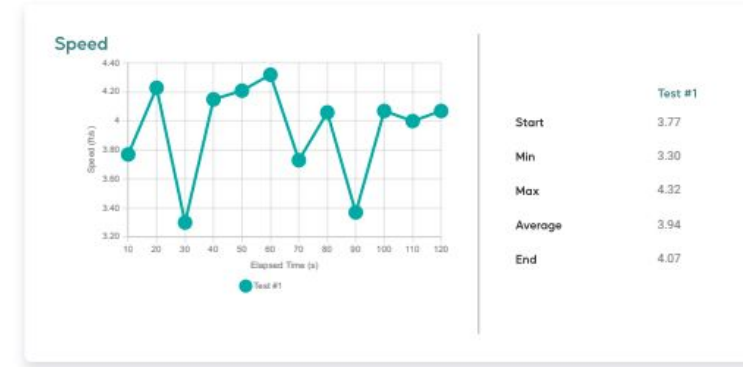 Speed
4.40
4.20
4
3.80
3.60
3.40
3.20
Speed (ft/s)
10 20 30 40 50 60 70 80 90 100 110 120
Elapsed Time (s)
Test #1
Test #1
Start 3.77
Min 3.30
Max 4.32
Average 3.94
End 4.07